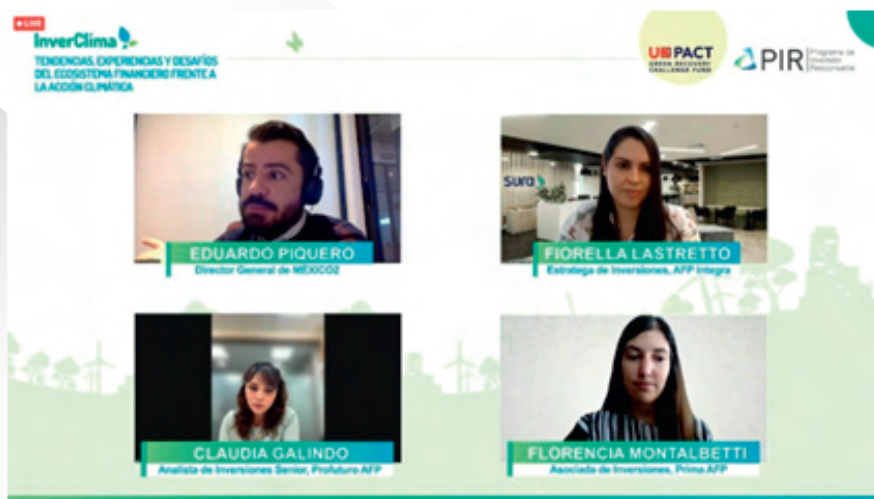 LIVE
InverClima
TENDENCIAS, EXPERIENCIAS Y DESAFÍOS
DEL ECOSISTEMA FINANCIERO FRENTE A
LA ACCIÓN CLIMÁTICA
UK PACT
GREEN RECOVERY
CHALLENGE FUND
PIR
Programa de
Inversión
Responsable
sura
EDUARDO PIQUERO
Director General de MÉXICO2
FIORELLA LASTRETTO
Estratega de Inversiones, AFP Integra
CLAUDIA GALINDO
Analista de Inversiones Senior, Profuturo AFP
FLORENCIA MONTALBETTI
Asociada de Inversiones, Prima AFP